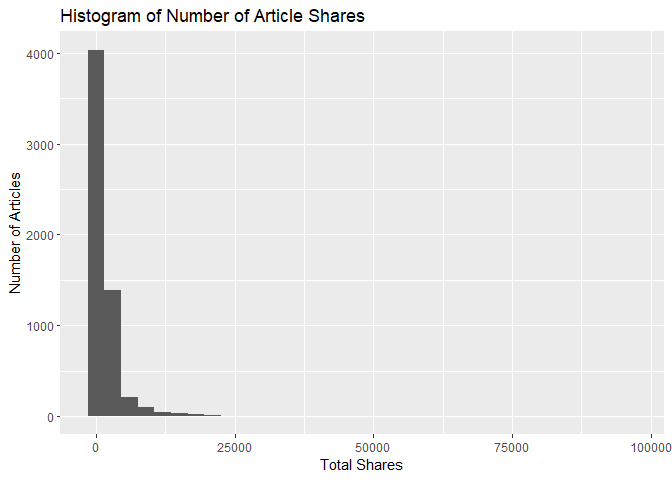 Histogram of Number of Article Shares
4000
3000
2000
1000
0
Number of Articles
0 25000 50000 75000 100000
Total Shares